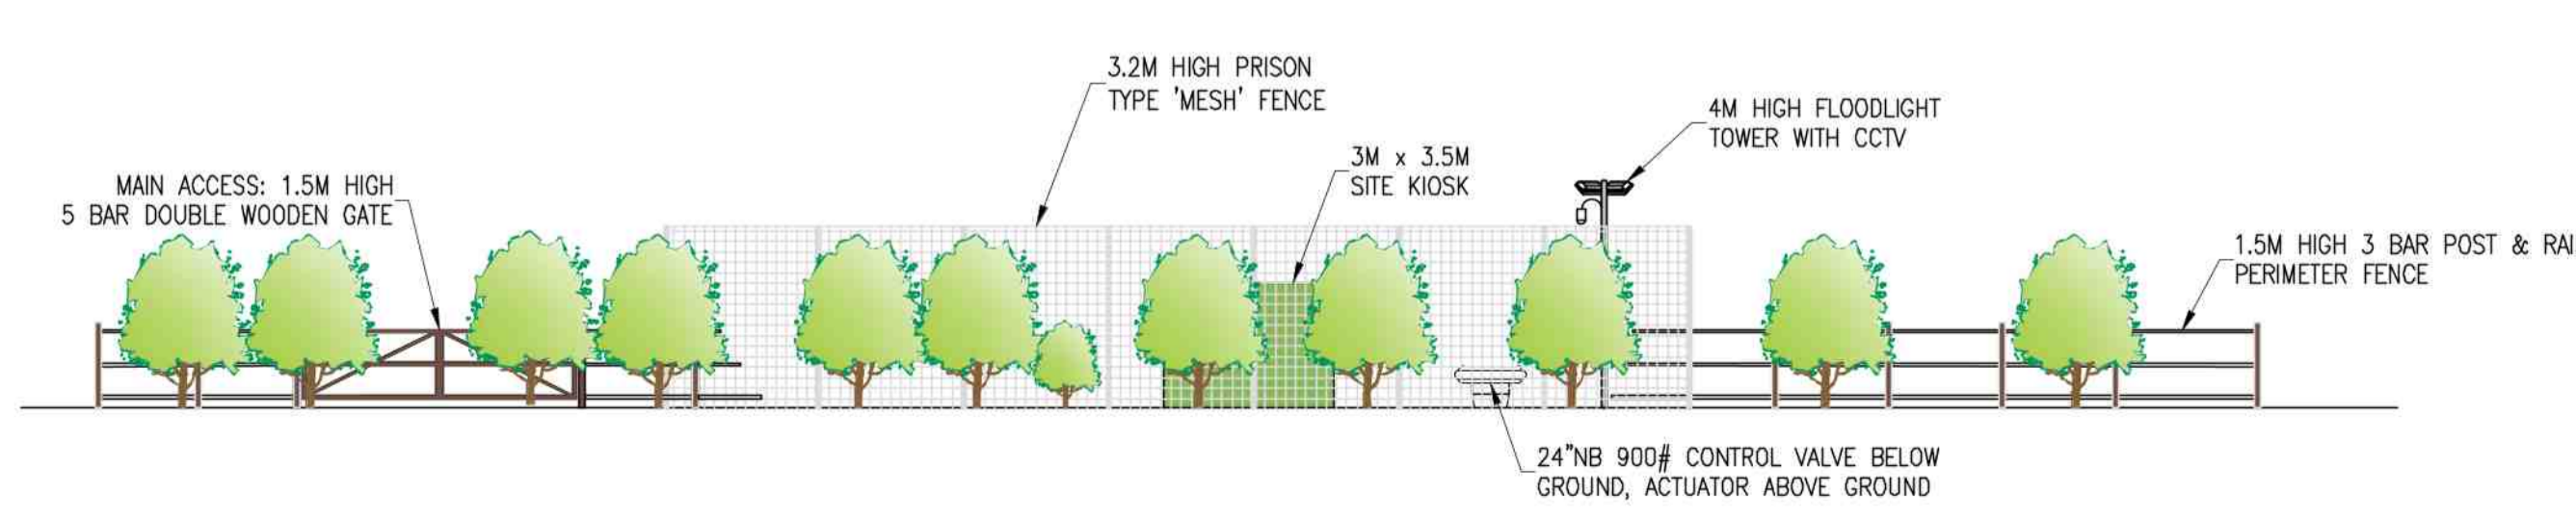 3.2M HIGH PRISON
TYPE 'MESH' FENCE
4M HIGH FLOODLIGHT
TOWER WITH CCTV
3M x 3.5M
SITE KIOSK
MAIN ACCESS: 1.5M HIGH
5 BAR DOUBLE WOODEN GATE
1.5M HIGH 3 BAR POST & RAI
PERIMETER FENCE
24"NB 900# CONTROL VALVE BELOW
GROUND, ACTUATOR ABOVE GROUND